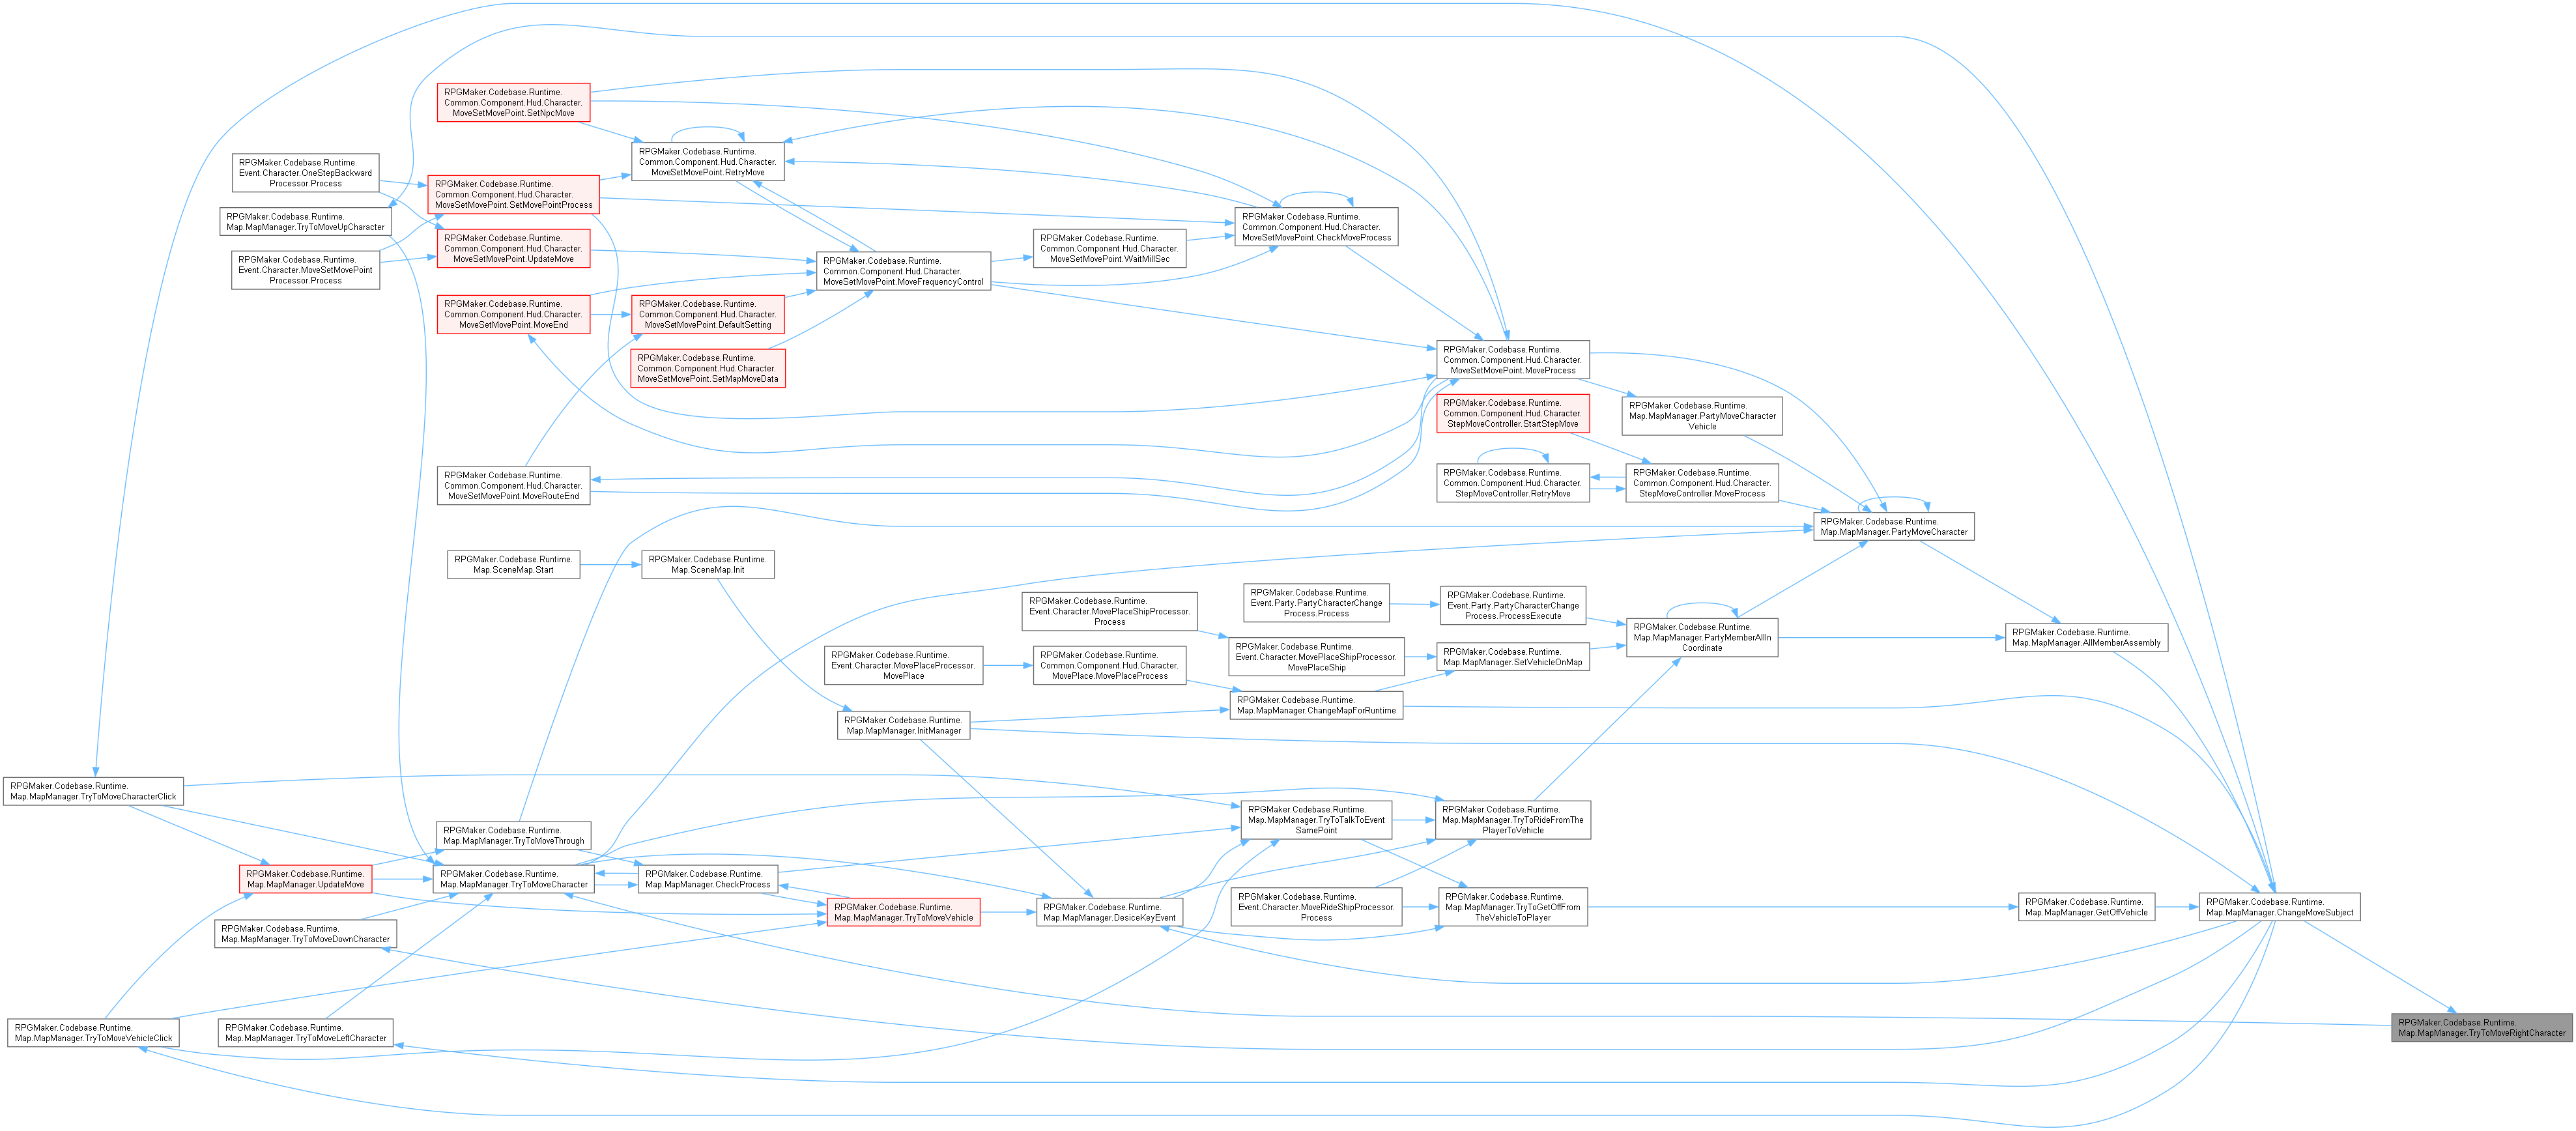 RPGMaker.Codebase.Runtime.
Common.Component.Hud.Character.
MoveSetMovePoint.SetNpcMove
RPGMaker.Codebase.Runtime.
Common.Component.Hud.Character.
MoveSetMovePoint.RetryMove
RPGMaker.Codebase.Runtime.
Event.Character.OneStepBackward
Processor.Process
RPGMaker.Codebase.Runtime.
Common.Component.Hud.Character.
MoveSetMovePoint.SetMovePointProcess
RPGMaker.Codebase.Runtime.
Map.MapManager.TryToMoveUpCharacter
RPGMaker.Codebase.Runtime.
Common.Component.Hud.Character.
MoveSetMovePoint.CheckMoveProcess
RPGMaker.Codebase.Runtime.
Common.Component.Hud.Character.
MoveSetMovePoint.UpdateMove
RPGMaker.Codebase.Runtime.
Common.Component.Hud.Character.
MoveSetMovePoint.WaitMillSec
RPGMaker.Codebase.Runtime.
Event.Character.MoveSetMovePoint
Processor.Process
RPGMaker.Codebase.Runtime.
Common.Component.Hud.Character.
MoveSetMovePoint.MoveFrequencyControl
RPGMaker.Codebase.Runtime.
Common.Component.Hud.Character.
MoveSetMovePoint.MoveEnd
RPGMaker.Codebase.Runtime.
Common.Component.Hud.Character.
MoveSetMovePoint.DefaultSetting
RPGMaker.Codebase.Runtime.
Common.Component.Hud.Character.
MoveSetMovePoint.SetMapMoveData
RPGMaker.Codebase.Runtime.
Common.Component.Hud.Character.
MoveSetMovePoint.MoveProcess
RPGMaker.Codebase.Runtime.
Common.Component.Hud.Character.
StepMoveController.StartStepMove
RPGMaker.Codebase.Runtime.
Map.MapManager.PartyMoveCharacter
Vehicle
RPGMaker.Codebase.Runtime.
Common.Component.Hud.Character.
MoveSetMovePoint.MoveRouteEnd
RPGMaker.Codebase.Runtime.
Common.Component.Hud.Character.
StepMoveController.RetryMove
RPGMaker.Codebase.Runtime.
Common.Component.Hud.Character.
StepMoveController.MoveProcess
RPGMaker.Codebase.Runtime.
Map.MapManager.PartyMoveCharacter
RPGMaker.Codebase.Runtime.
Map.SceneMap.Start
RPGMaker.Codebase.Runtime.
Map.SceneMap.Init
RPGMaker.Codebase.Runtime.
Event.Character.MovePlaceShipProcessor.
Process
RPGMaker.Codebase.Runtime.
Event.Party.PartyCharacterChange
Process.Process
RPGMaker.Codebase.Runtime.
Event.Party.PartyCharacterChange
Process.ProcessExecute
RPGMaker.Codebase.Runtime.
Map.MapManager.PartyMemberAllIn
Coordinate
RPGMaker.Codebase.Runtime.
Map.MapManager.AllMemberAssembly
RPGMaker.Codebase.Runtime.
Event.Character.MovePlaceProcessor.
MovePlace
RPGMaker.Codebase.Runtime.
Common.Component.Hud.Character.
MovePlace.MovePlaceProcess
RPGMaker.Codebase.Runtime.
Event.Character.MovePlaceShipProcessor.
MovePlaceShip
RPGMaker.Codebase.Runtime.
Map.MapManager.SetVehicleOnMap
RPGMaker.Codebase.Runtime.
Map.MapManager.ChangeMapForRuntime
RPGMaker.Codebase.Runtime.
Map.MapManager.InitManager
RPGMaker.Codebase.Runtime.
Map.MapManager.TryToMoveCharacterClick
RPGMaker.Codebase.Runtime.
Map.MapManager.TryToMoveThrough
RPGMaker.Codebase.Runtime.
Map.MapManager.TryToTalkToEvent
SamePoint
RPGMaker.Codebase.Runtime.
Map.MapManager.TryToRideFromThe
PlayerToVehicle
RPGMaker.Codebase.Runtime.
Map.MapManager.UpdateMove
RPGMaker.Codebase.Runtime.
Map.MapManager.TryToMoveCharacter
RPGMaker.Codebase.Runtime.
Map.MapManager.CheckProcess
RPGMaker.Codebase.Runtime.
Map.MapManager.TryToMoveVehicle
RPGMaker.Codebase.Runtime.
Map.MapManager.DesiceKeyEvent
RPGMaker.Codebase.Runtime.
Event.Character.MoveRideShipProcessor.
Process
RPGMaker.Codebase.Runtime.
Map.MapManager.TryToGetOffFrom
TheVehicleToPlayer
RPGMaker.Codebase.Runtime.
Map.MapManager.GetOffVehicle
RPGMaker.Codebase.Runtime.
Map.MapManager.ChangeMoveSubject
RPGMaker.Codebase.Runtime.
Map.MapManager.TryToMoveDownCharacter
RPGMaker.Codebase.Runtime.
Map.MapManager.TryToMoveVehicleClick
RPGMaker.Codebase.Runtime.
Map.MapManager.TryToMoveLeftCharacter
RPGMaker.Codebase.Runtime.
Map.MapManager.TryToMoveRightCharacter